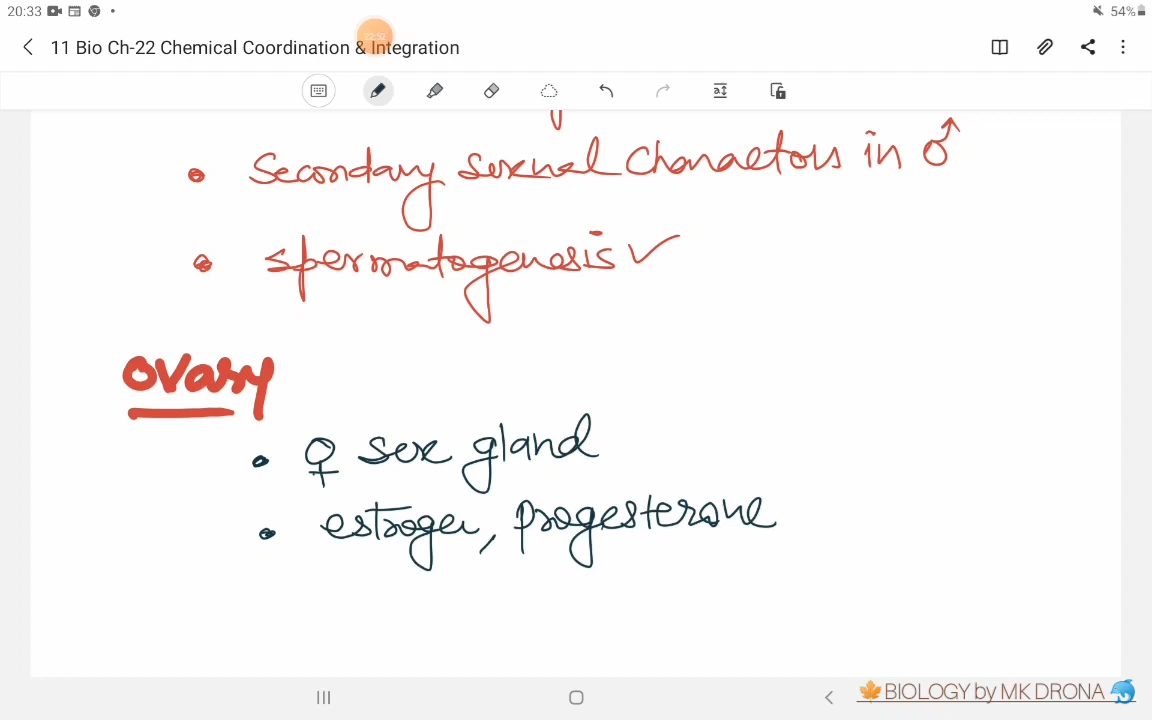 20:33
54%
11 Bio Ch-22 Chemical Coordination & Integration
• Secondary sexual Charactors in ♂
• spermatogenesis ✓
ovary
• ♀ sex gland
• estrogen, progesterone
BIOLOGY by MK DRONA